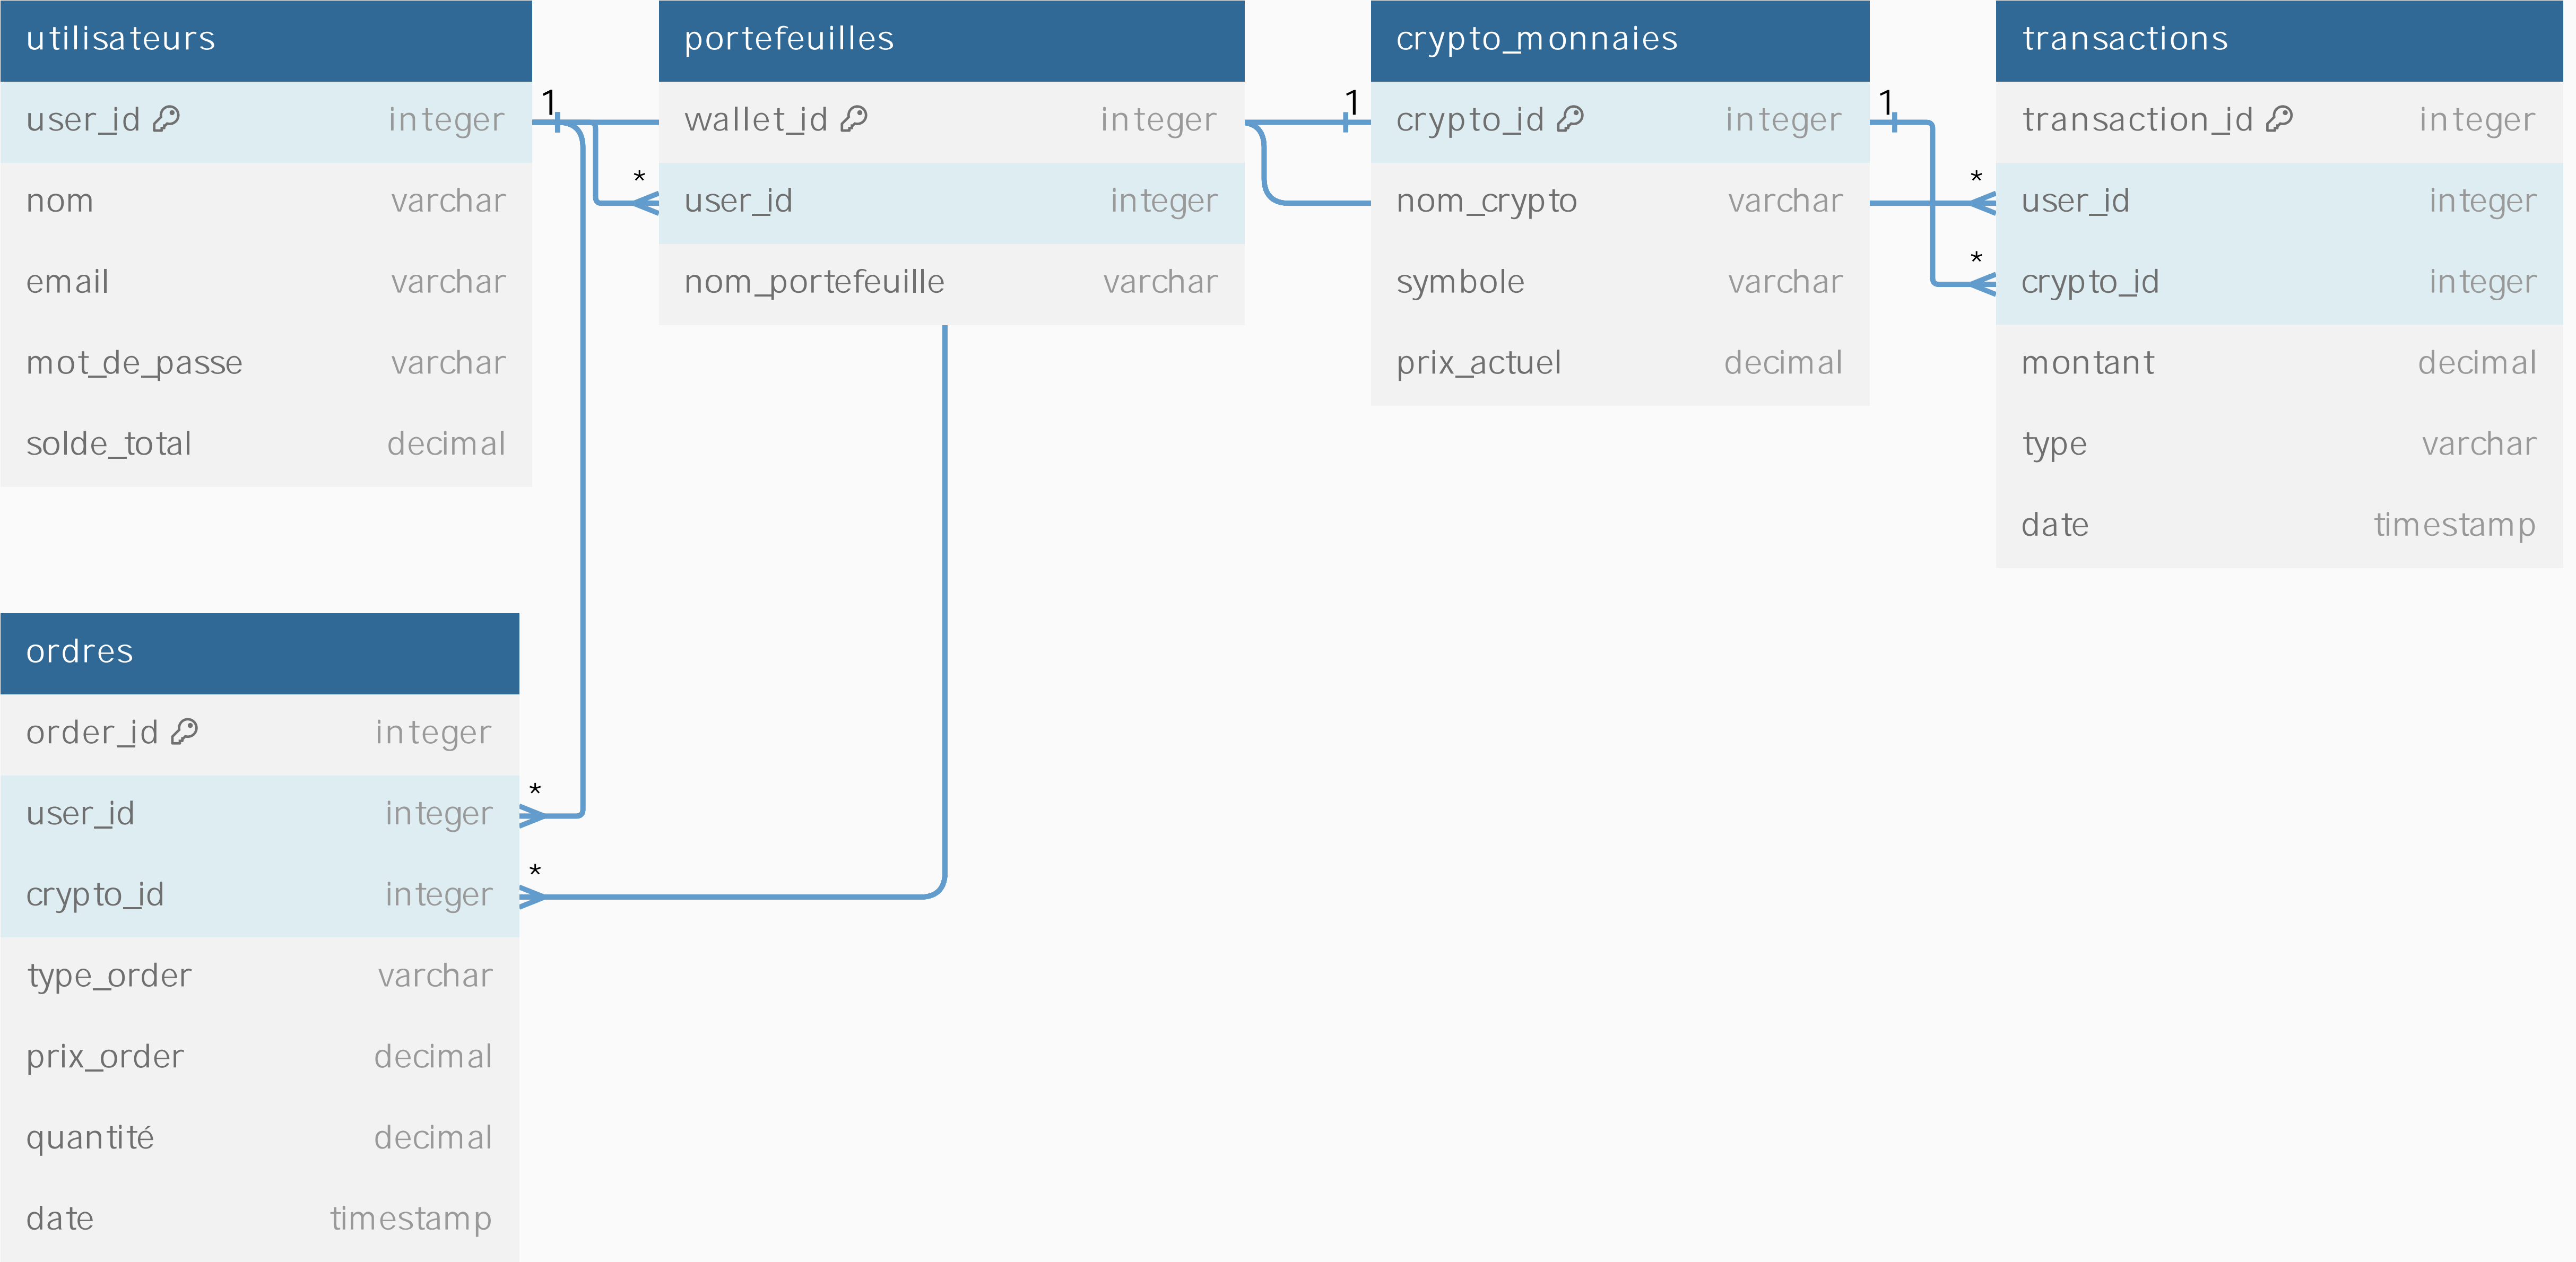 utilisateurs
user_id integer
nom varchar
email varchar
mot_de_passe varchar
solde_total decimal
1
*
portefeuilles
wallet_id integer
user_id integer
nom_portefeuille varchar
1
crypto_monnaies
crypto_id integer
nom_crypto varchar
symbole varchar
prix_actuel decimal
1
*
*
transactions
transaction_id integer
user_id integer
crypto_id integer
montant decimal
type varchar
date timestamp
ordres
order_id integer
user_id integer
crypto_id integer
type_order varchar
prix_order decimal
quantité decimal
date timestamp
*
*